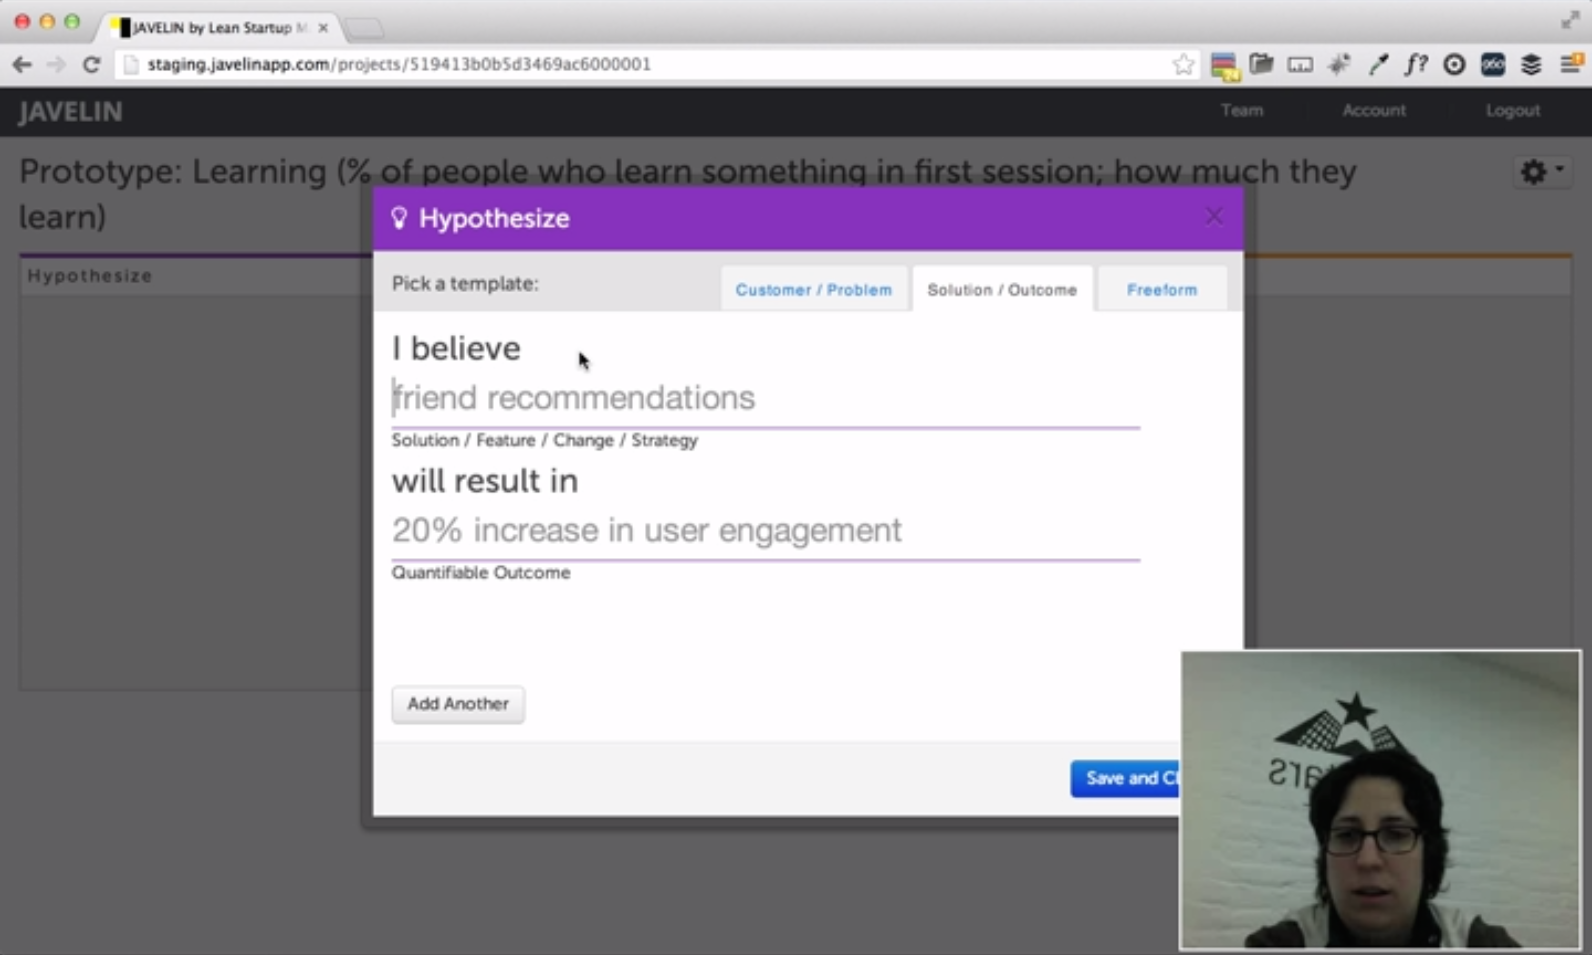 JAVELIN by Lean Startup M
staging.javelinapp.com/projects/519413b0b5d3469ac6000001
f?
960
JAVELIN
Team
Account
Logout
Prototype: Learning (% of people who learn something in first session; how much they
learn)
Hypothesize
Hypothesize
Pick a template:
Customer / Problem
Solution / Outcome
Freeform
I believe
friend recommendations
Solution / Feature / Change / Strategy
will result in
20% increase in user engagement
Quantifiable Outcome
Add Another
Save and Cl